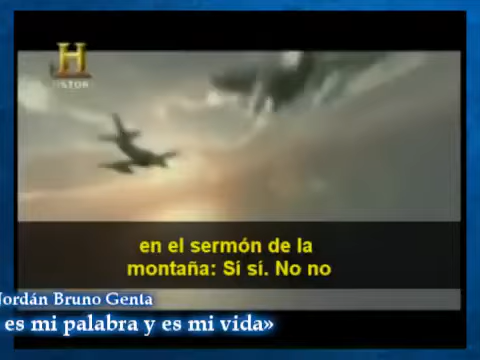 H
HISTORY
en el sermón de la
montaña: Sí sí. No no
Jordán Bruno Genta
es mi palabra y es mi vida»